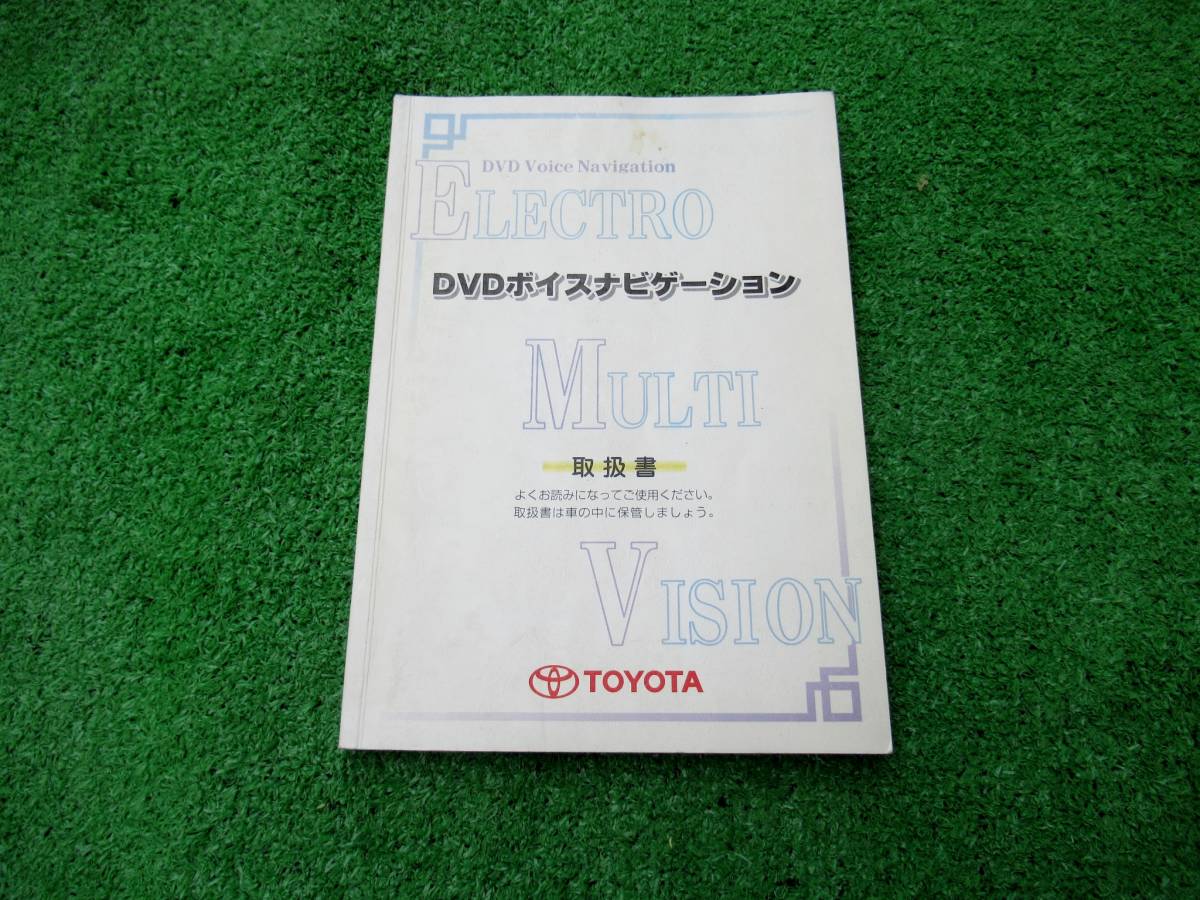 DVD Voice Navigation
ELECTRO
DVDボイスナビゲーション
MULTI
取扱書
よくお読みになってご使用ください。
取扱書は車の中に保管しましょう。
VISION
TOYOTA